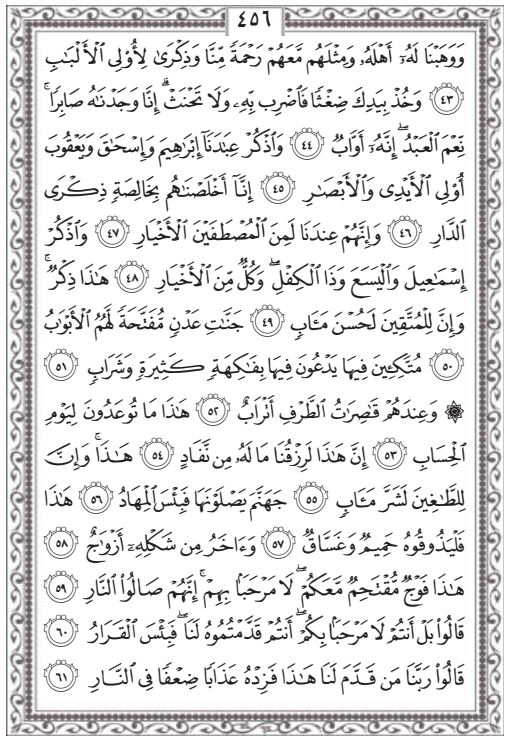 ٤٥٦
وَوَهَبْنَا لَهُۥٓ أَهْلَهُۥ وَمِثْلَهُم مَّعَهُمْ رَحْمَةً مِّنَّا وَذِكْرَىٰ لِأُو۟لِى ٱلْأَلْبَٰبِ
٤٣ وَخُذْ بِيَدِكَ ضِغْثًا فَٱضْرِب بِّهِۦ وَلَا تَحْنَثْ ۗ إِنَّا وَجَدْنَٰهُ صَابِرًا ۚ
نِّعْمَ ٱلْعَبْدُ ۖ إِنَّهُۥٓ أَوَّابٌ ٤٤ وَٱذْكُرْ عِبَٰدَنَآ إِبْرَٰهِيمَ وَإِسْحَٰقَ وَيَعْقُوبَ
أُو۟لِى ٱلْأَيْدِى وَٱلْأَبْصَٰرِ ٤٥ إِنَّآ أَخْلَصْنَٰهُم بِخَالِصَةٍ ذِكْرَى
ٱلدَّارِ ٤٦ وَإِنَّهُمْ عِندَنَا لَمِنَ ٱلْمُصْطَفَيْنَ ٱلْأَخْيَارِ ٤٧ وَٱذْكُرْ
إِسْمَٰعِيلَ وَٱلْيَسَعَ وَذَا ٱلْكِفْلِ ۖ وَكُلٌّ مِّنَ ٱلْأَخْيَارِ ٤٨ هَٰذَا ذِكْرٌ ۚ
وَإِنَّ لِلْمُتَّقِينَ لَحُسْنَ مَـَٔابٍ ٤٩ جَنَّٰتِ عَدْنٍ مُّفَتَّحَةً لَّهُمُ ٱلْأَبْوَٰبُ
٥٠ مُتَّكِـِٔينَ فِيهَا يَدْعُونَ فِيهَا بِفَٰكِهَةٍ كَثِيرَةٍ وَشَرَابٍ ٥١
۞ وَعِندَهُمْ قَٰصِرَٰتُ ٱلطَّرْفِ أَتْرَابٌ ٥٢ هَٰذَا مَا تُوعَدُونَ لِيَوْمِ
ٱلْحِسَابِ ٥٣ إِنَّ هَٰذَا لَرِزْقُنَا مَا لَهُۥ مِن نَّفَادٍ ٥٤ هَٰذَا ۚ وَإِنَّ
لِلطَّٰغِينَ لَشَرَّ مَـَٔابٍ ٥٥ جَهَنَّمَ يَصْلَوْنَهَا فَبِئْسَ ٱلْمِهَادُ ٥٦ هَٰذَا
فَلْيَذُوقُوهُ حَمِيمٌ وَغَسَّاقٌ ٥٧ وَءَاخَرُ مِن شَكْلِهِۦٓ أَزْوَٰجٌ ٥٨
هَٰذَا فَوْجٌ مُّقْتَحِمٌ مَّعَكُمْ ۖ لَا مَرْحَبًۢا بِهِمْ ۚ إِنَّهُمْ صَالُوا۟ ٱلنَّارِ ٥٩
قَالُوا۟ بَلْ أَنتُمْ لَا مَرْحَبًۢا بِكُمْ ۖ أَنتُمْ قَدَّمْتُمُوهُ لَنَا ۖ فَبِئْسَ ٱلْقَرَارُ ٦٠
قَالُوا۟ رَبَّنَا مَن قَدَّمَ لَنَا هَٰذَا فَزِدْهُ عَذَابًا ضِعْفًا فِى ٱلنَّارِ ٦١